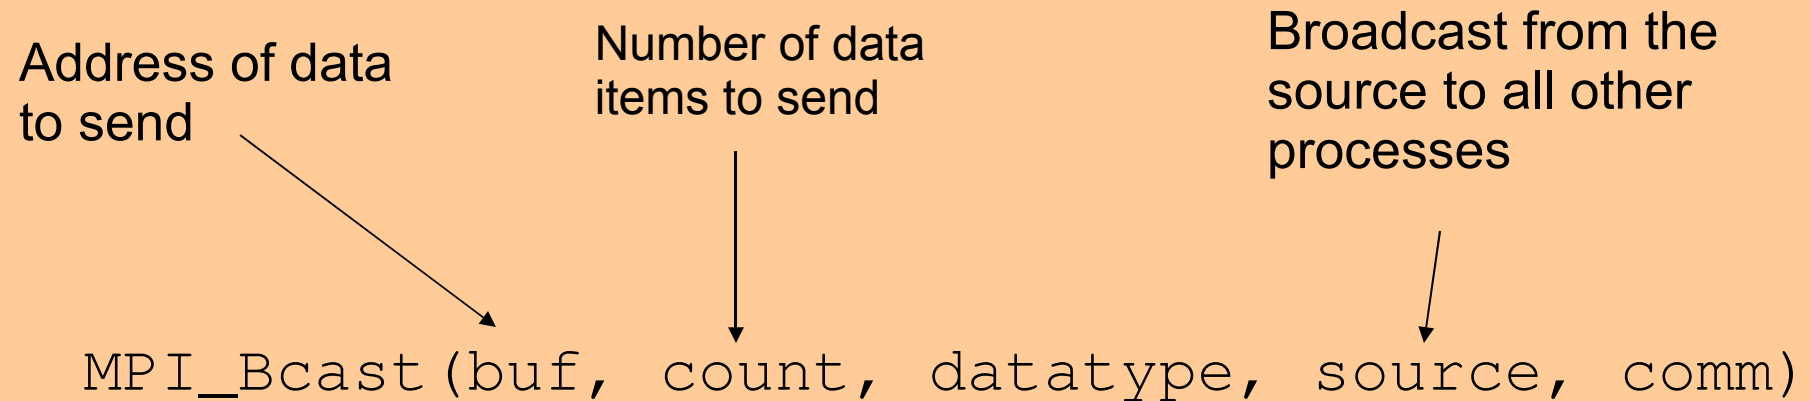 Address of data
to send
Number of data
items to send
Broadcast from the
source to all other
processes
MPI_Bcast(buf, count, datatype, source, comm)